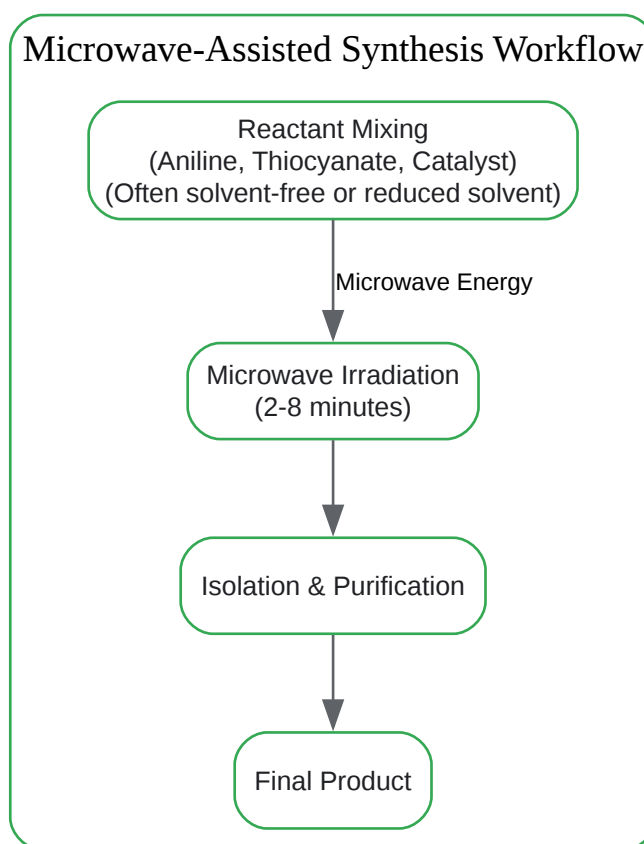 Microwave-Assisted Synthesis Workflow
Reactant Mixing
(Aniline, Thiocyanate, Catalyst)
(Often solvent-free or reduced solvent)
Microwave Energy
Microwave Irradiation
(2-8 minutes)
Isolation & Purification
Final Product